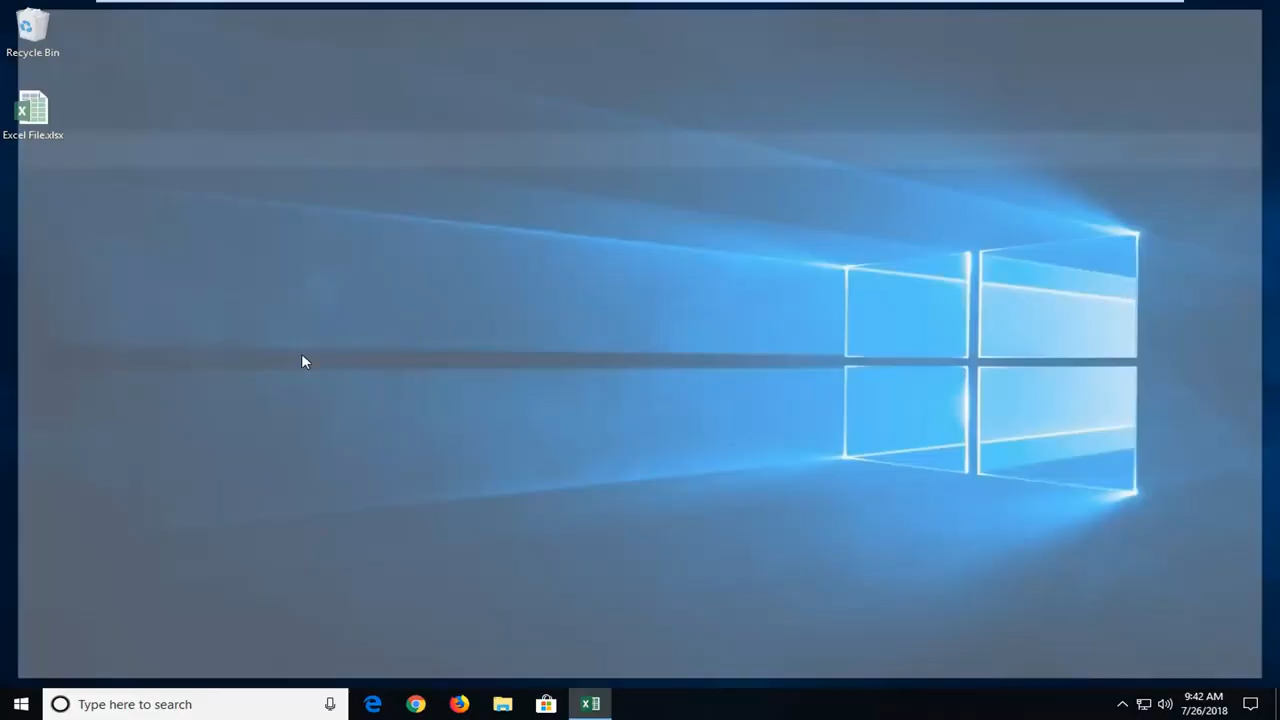 Recycle Bin
Excel File.xlsx
Type here to search
9:42 AM
7/26/2018